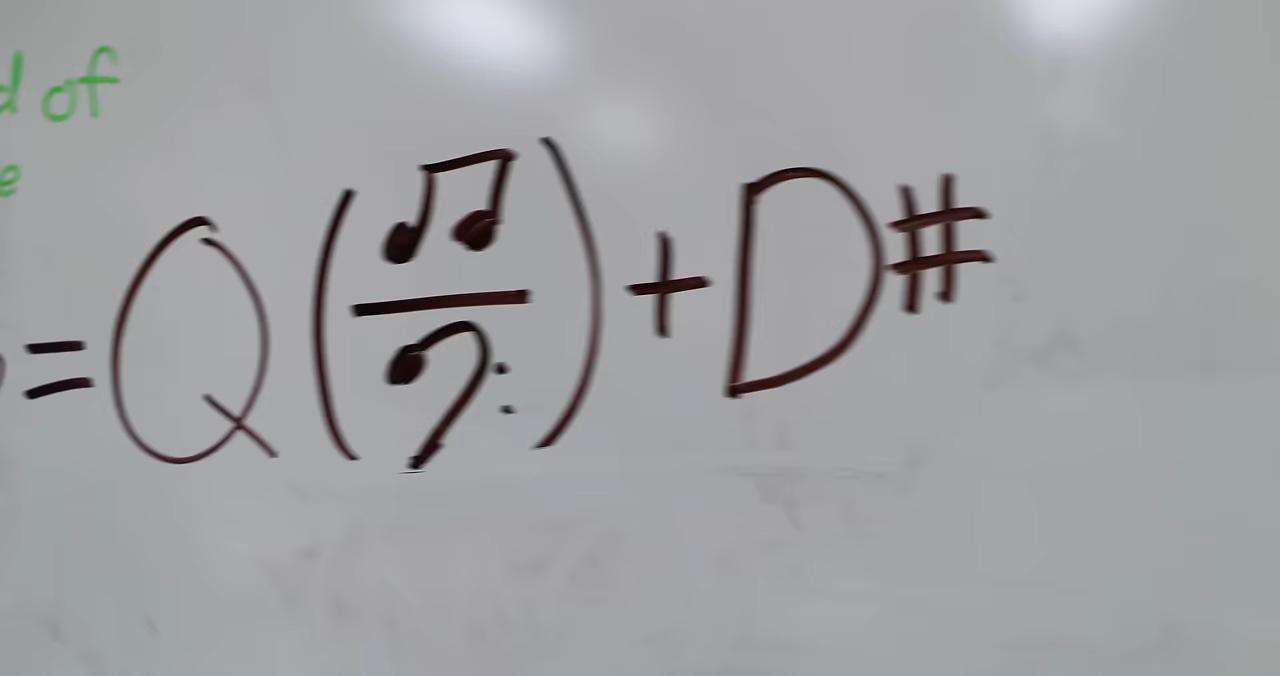 d of
e
= Q(♫/𝄢) + D#